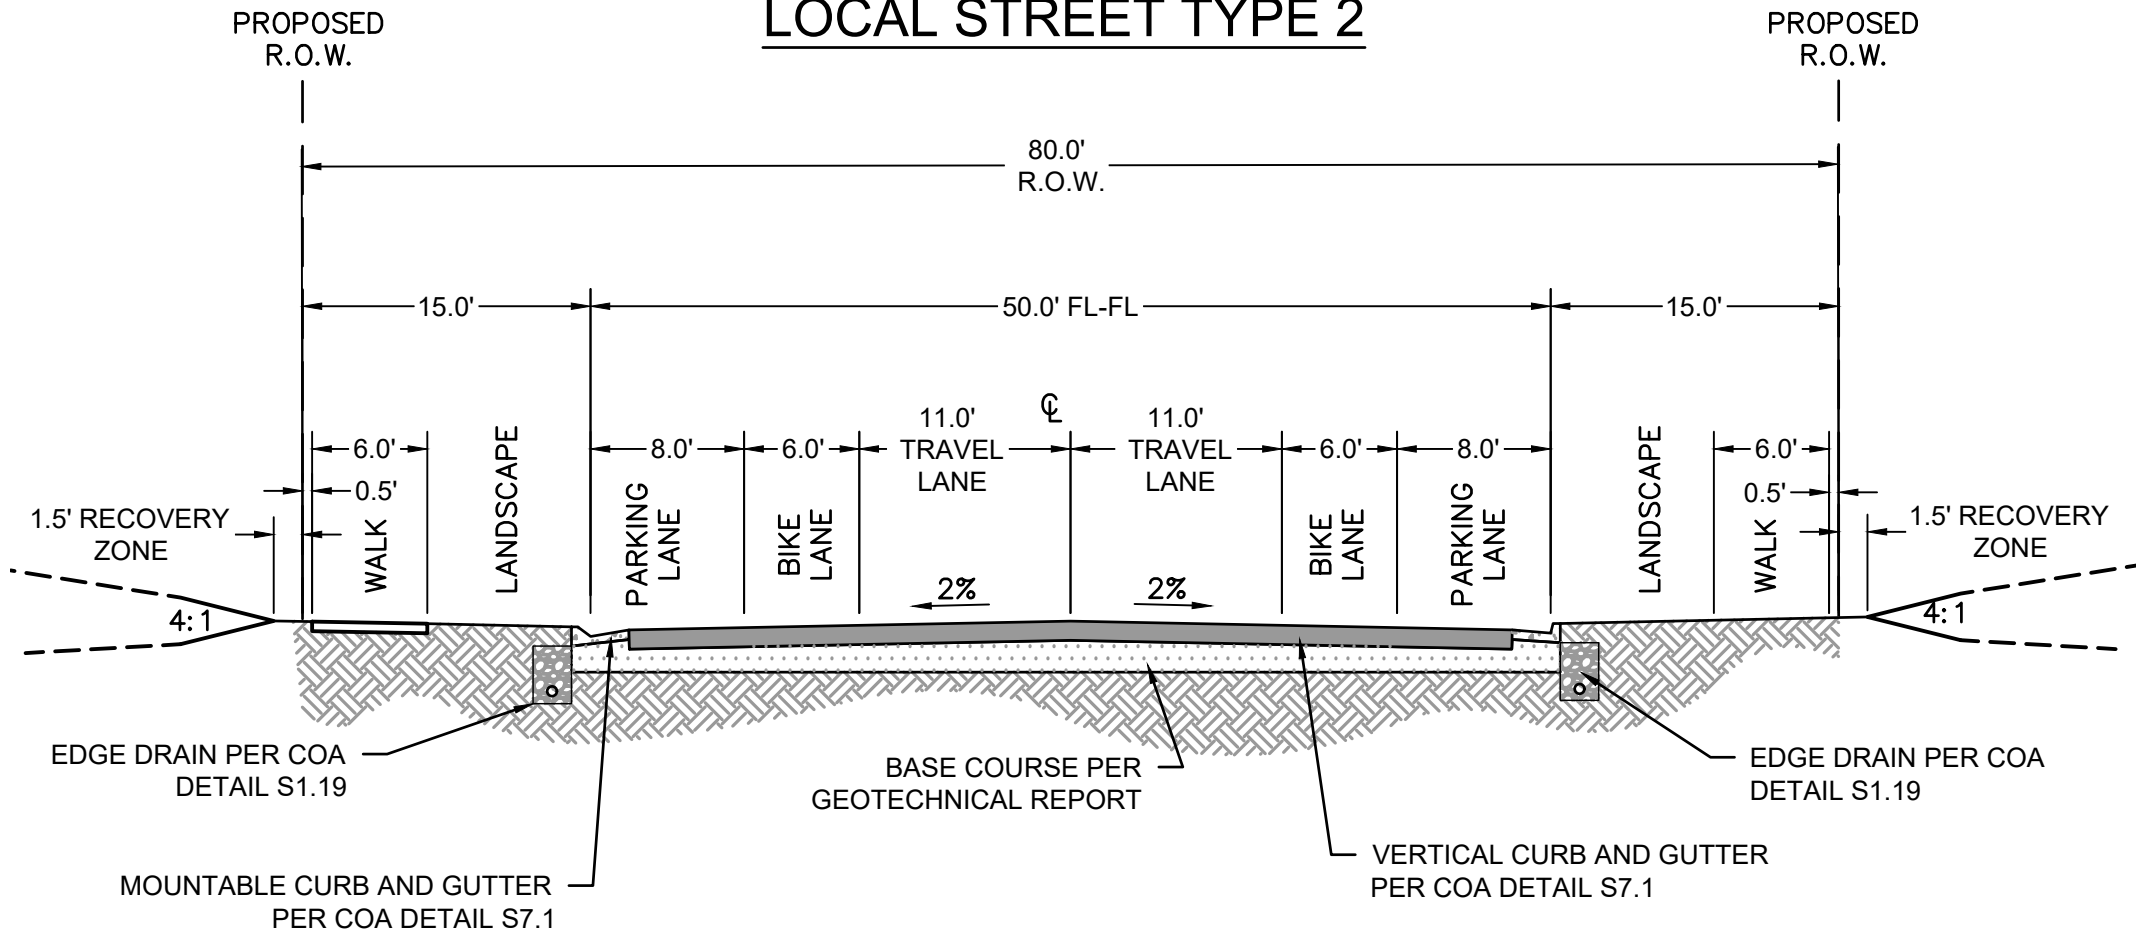 LOCAL STREET TYPE 2
PROPOSED
R.O.W.
PROPOSED
R.O.W.
80.0'
R.O.W.
15.0'
50.0' FL-FL
15.0'
6.0'
0.5'
8.0'
6.0'
11.0'
TRAVEL
LANE
℄
11.0'
TRAVEL
LANE
6.0'
8.0'
6.0'
0.5'
1.5' RECOVERY
ZONE
WALK
LANDSCAPE
PARKING
LANE
BIKE
LANE
2%
2%
BIKE
LANE
PARKING
LANE
LANDSCAPE
WALK
1.5' RECOVERY
ZONE
4:1
4:1
EDGE DRAIN PER COA
DETAIL S1.19
BASE COURSE PER
GEOTECHNICAL REPORT
EDGE DRAIN PER COA
DETAIL S1.19
MOUNTABLE CURB AND GUTTER
PER COA DETAIL S7.1
VERTICAL CURB AND GUTTER
PER COA DETAIL S7.1